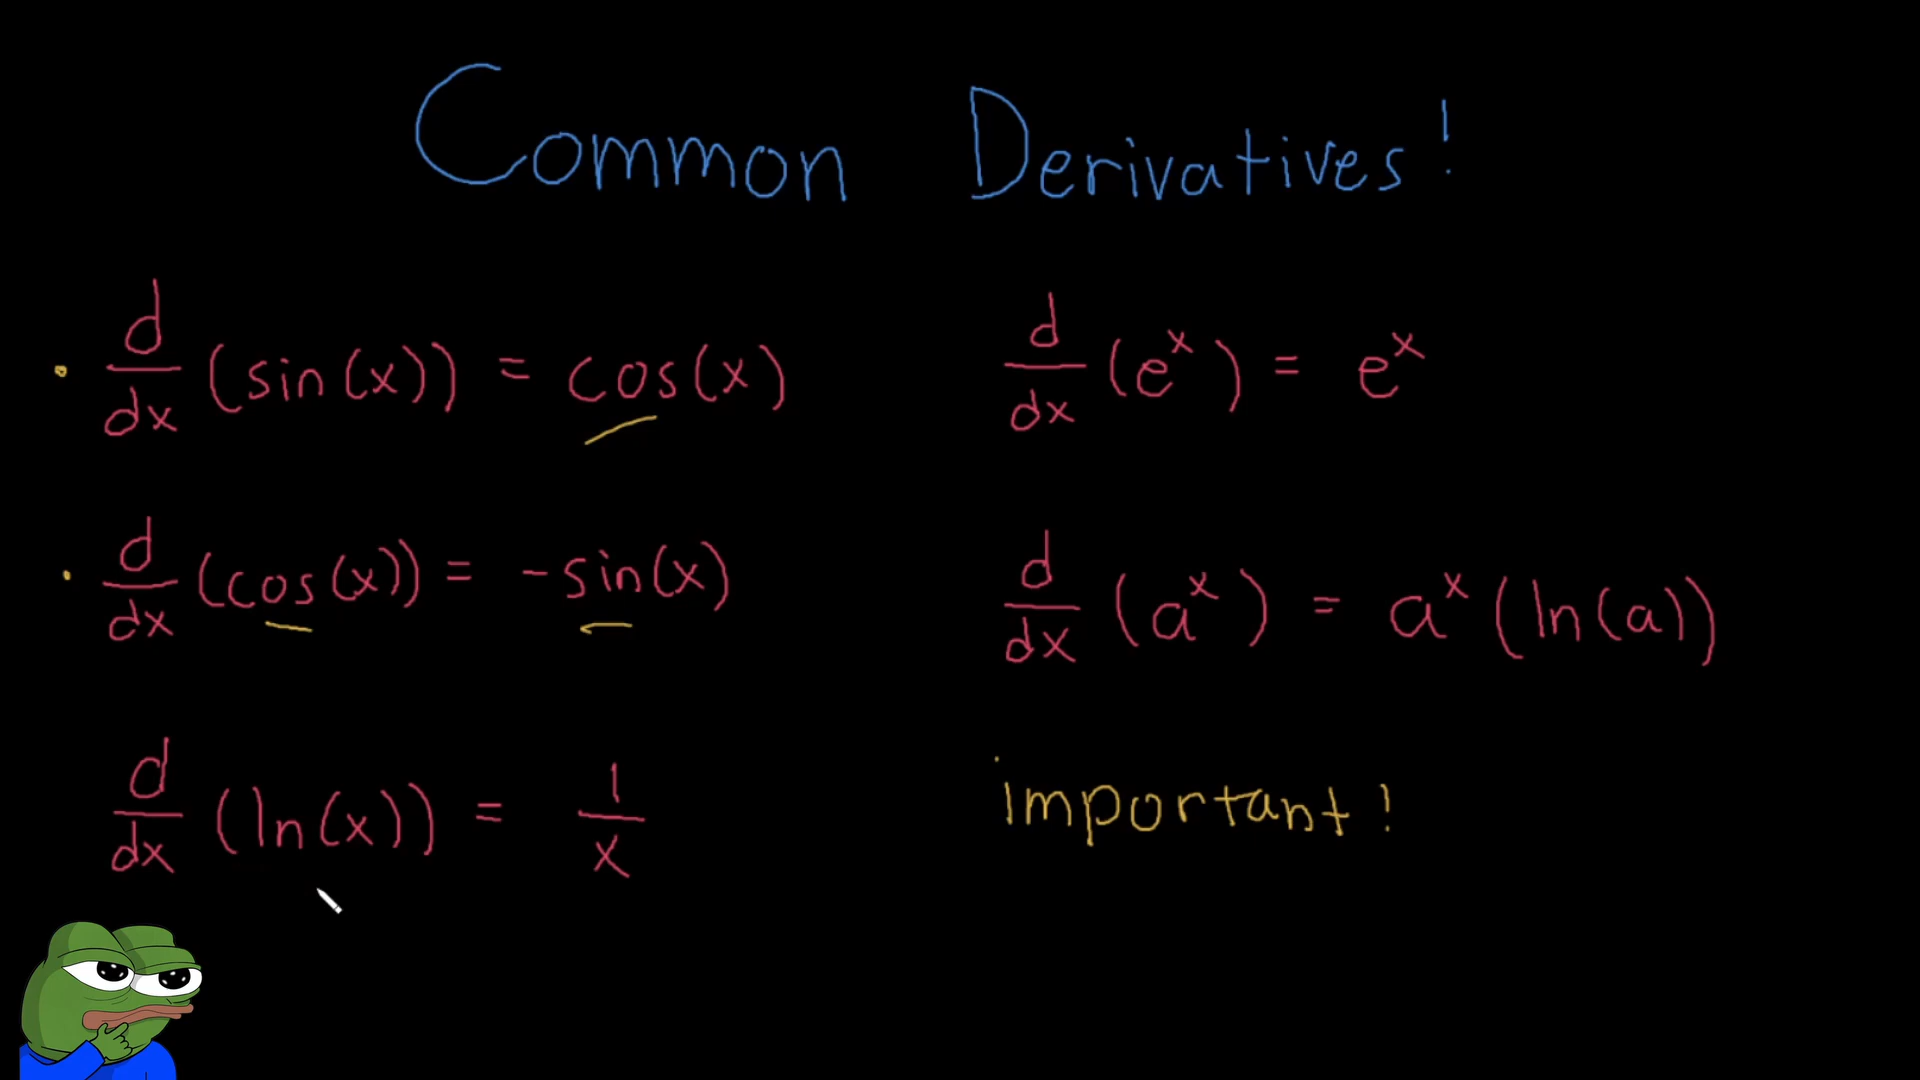 Common Derivatives!
d/dx (sin(x)) = cos(x)
d/dx (cos(x)) = -sin(x)
d/dx (ln(x)) = 1/x
d/dx (e^x) = e^x
d/dx (a^x) = a^x (ln(a))
important!